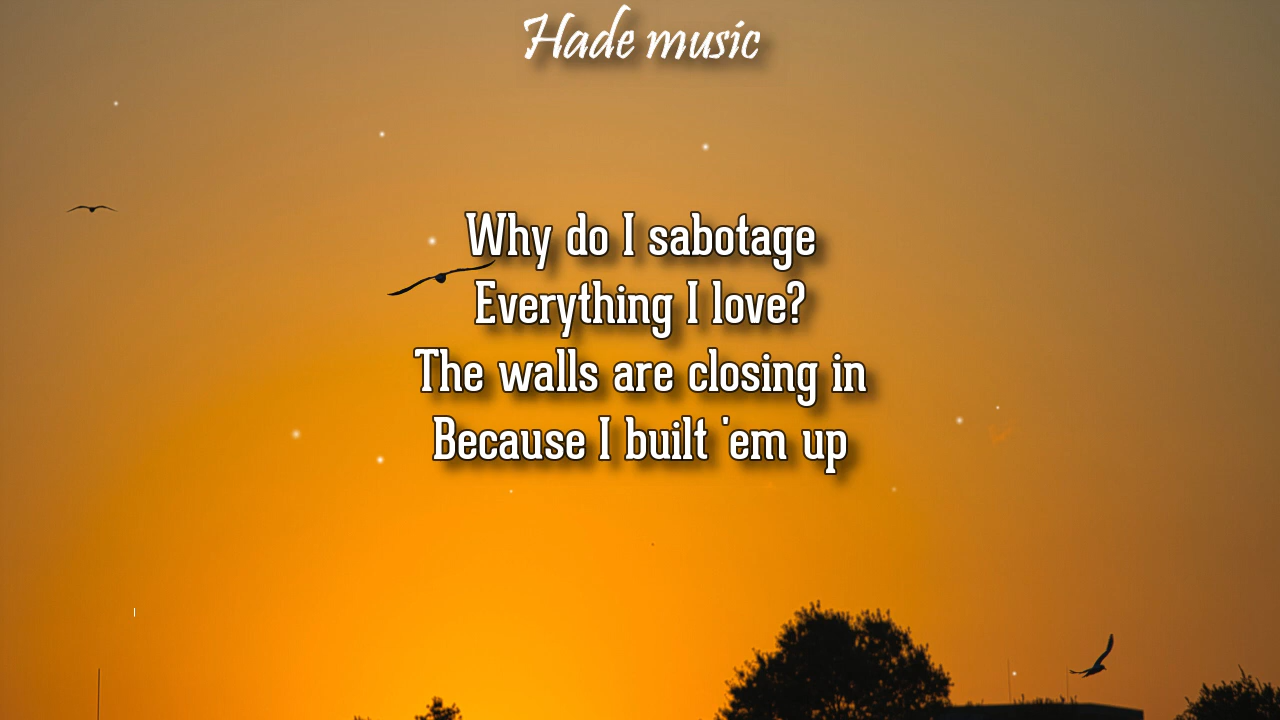 Hade music
Why do I sabotage
Everything I love?
The walls are closing in
Because I built 'em up